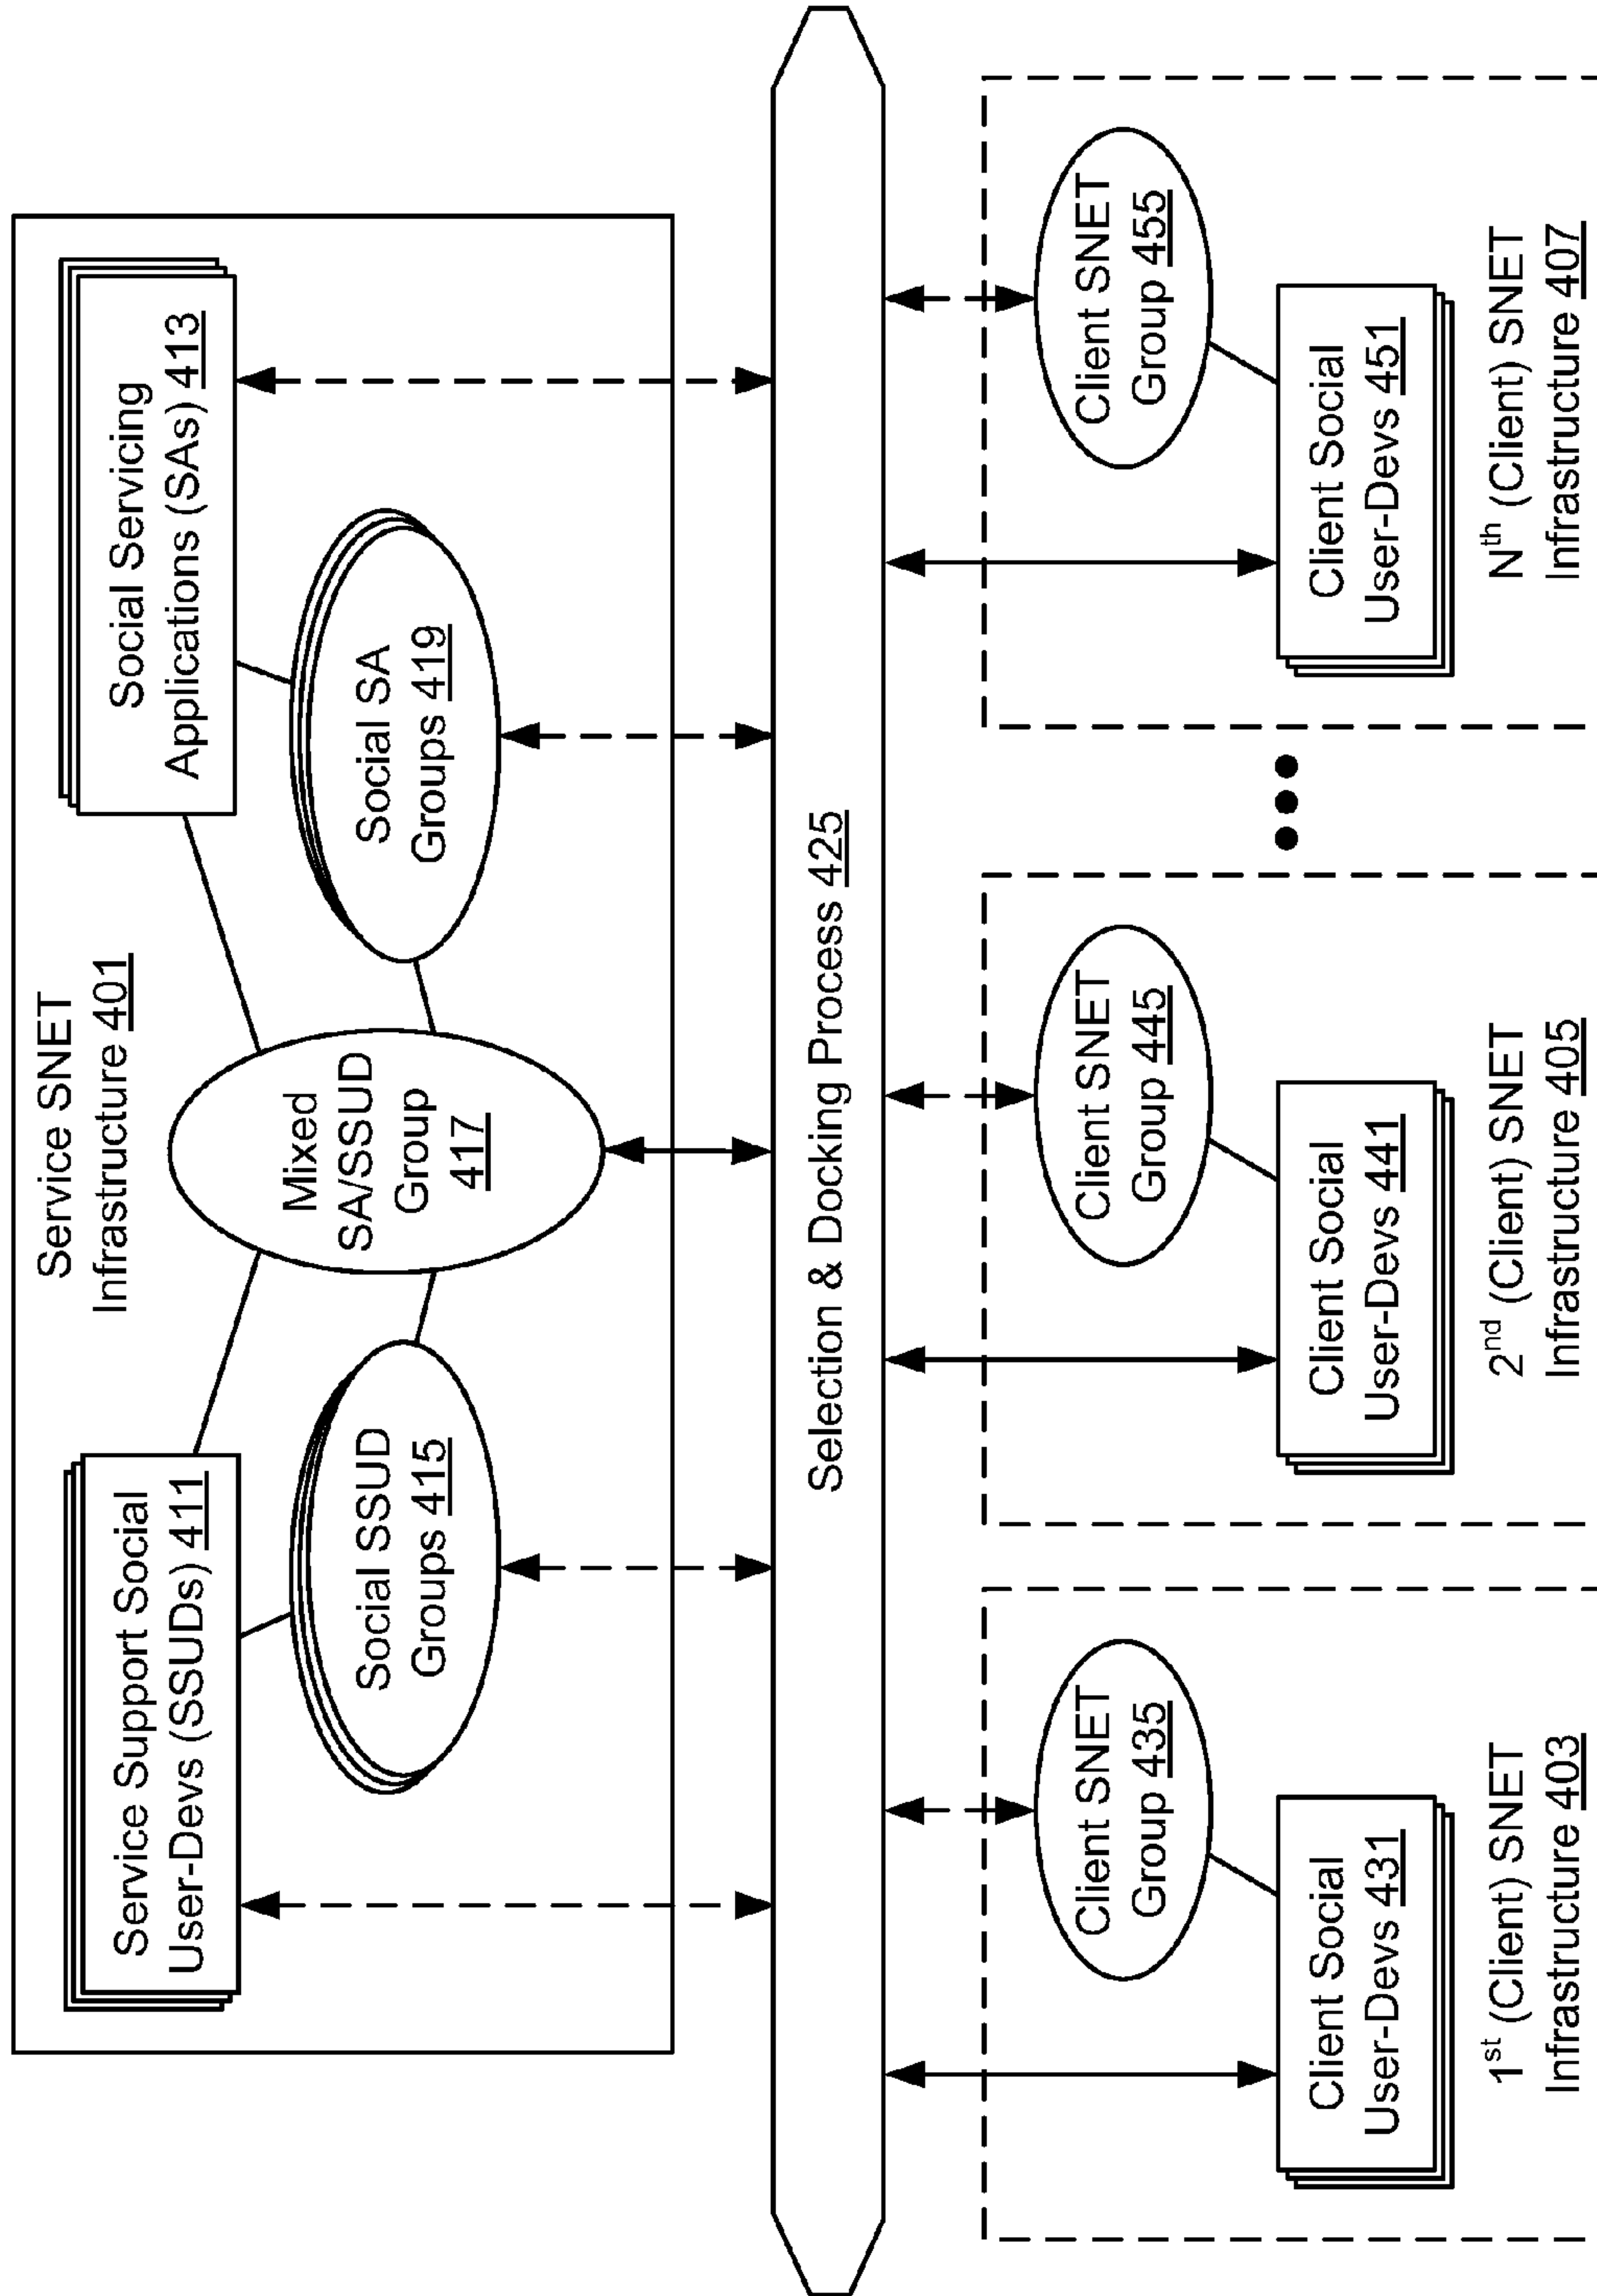 Service SNET
Infrastructure 401
Service Support Social
User-Devs (SSUDs) 411
Social Servicing
Applications (SAs) 413
Mixed
SA/SSUD
Group
417
Social SSUD
Groups 415
Social SA
Groups 419
Selection & Docking Process 425
Client SNET
Group 435
Client Social
User-Devs 431
1st (Client) SNET
Infrastructure 403
Client SNET
Group 445
Client Social
User-Devs 441
2nd (Client) SNET
Infrastructure 405
Client SNET
Group 455
Client Social
User-Devs 451
Nth (Client) SNET
Infrastructure 407